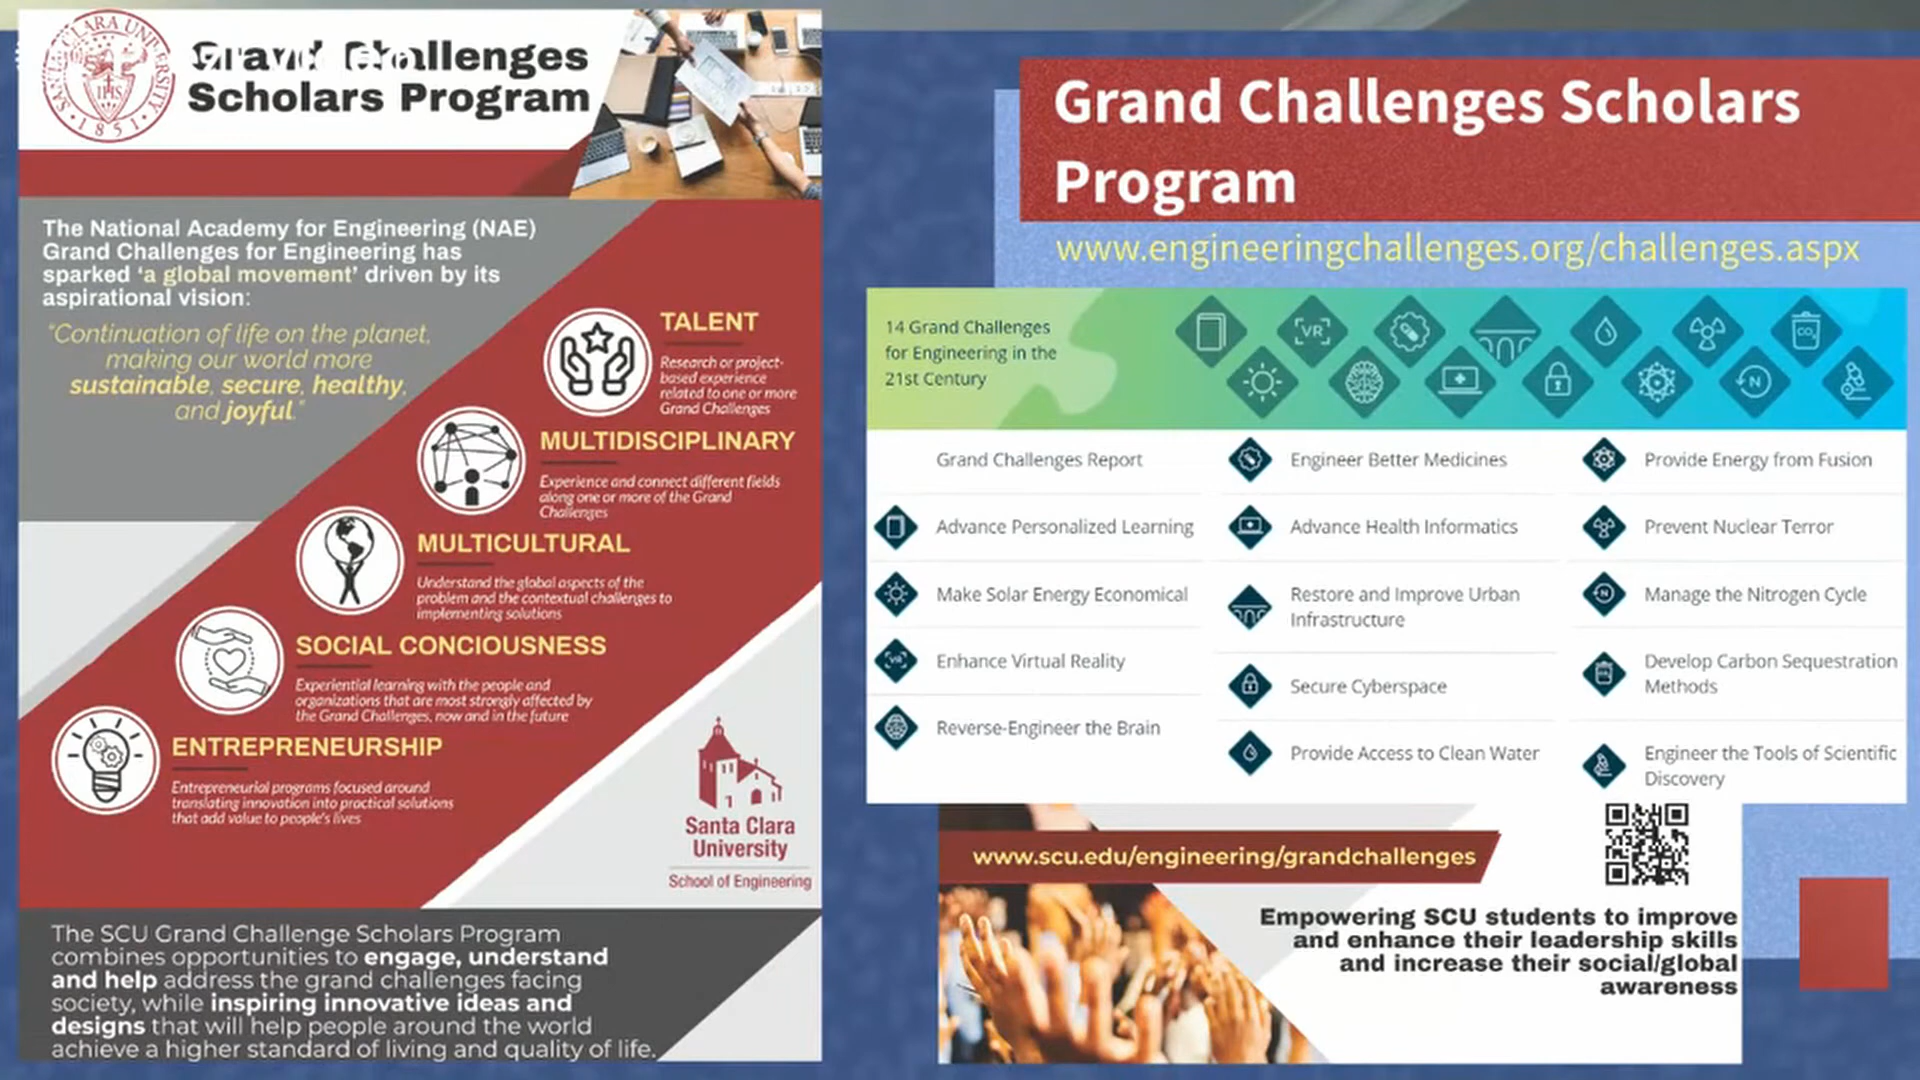 SANTA CLARA UNIVERSITY
IHS
· 1851 ·
Grand Challenges
Scholars Program
The National Academy for Engineering (NAE)
Grand Challenges for Engineering has
sparked ‘a global movement’ driven by its
aspirational vision:
“Continuation of life on the planet,
making our world more
sustainable, secure, healthy,
and joyful.”
TALENT
Research or project-
based experience
related to one or more
Grand Challenges
MULTIDISCIPLINARY
Experience and connect different fields
along one or more of the Grand
Challenges
MULTICULTURAL
Understand the global aspects of the
problem and the contextual challenges to
implementing solutions
SOCIAL CONCIOUSNESS
Experiential learning with the people and
organizations that are most strongly affected by
the Grand Challenges, now and in the future
ENTREPRENEURSHIP
Entrepreneurial programs focused around
translating innovation into practical solutions
that add value to people's lives
Santa Clara
University
School of Engineering
The SCU Grand Challenge Scholars Program
combines opportunities to engage, understand
and help address the grand challenges facing
society, while inspiring innovative ideas and
designs that will help people around the world
achieve a higher standard of living and quality of life.
Grand Challenges Scholars
Program
www.engineeringchallenges.org/challenges.aspx
14 Grand Challenges
for Engineering in the
21st Century
VR
CO₂
N
Grand Challenges Report
Advance Personalized Learning
Make Solar Energy Economical
VR
Enhance Virtual Reality
Reverse-Engineer the Brain
Engineer Better Medicines
Advance Health Informatics
Restore and Improve Urban
Infrastructure
Secure Cyberspace
Provide Access to Clean Water
Provide Energy from Fusion
Prevent Nuclear Terror
N
Manage the Nitrogen Cycle
Develop Carbon Sequestration
Methods
Engineer the Tools of Scientific
Discovery
www.scu.edu/engineering/grandchallenges
Empowering SCU students to improve
and enhance their leadership skills
and increase their social/global
awareness